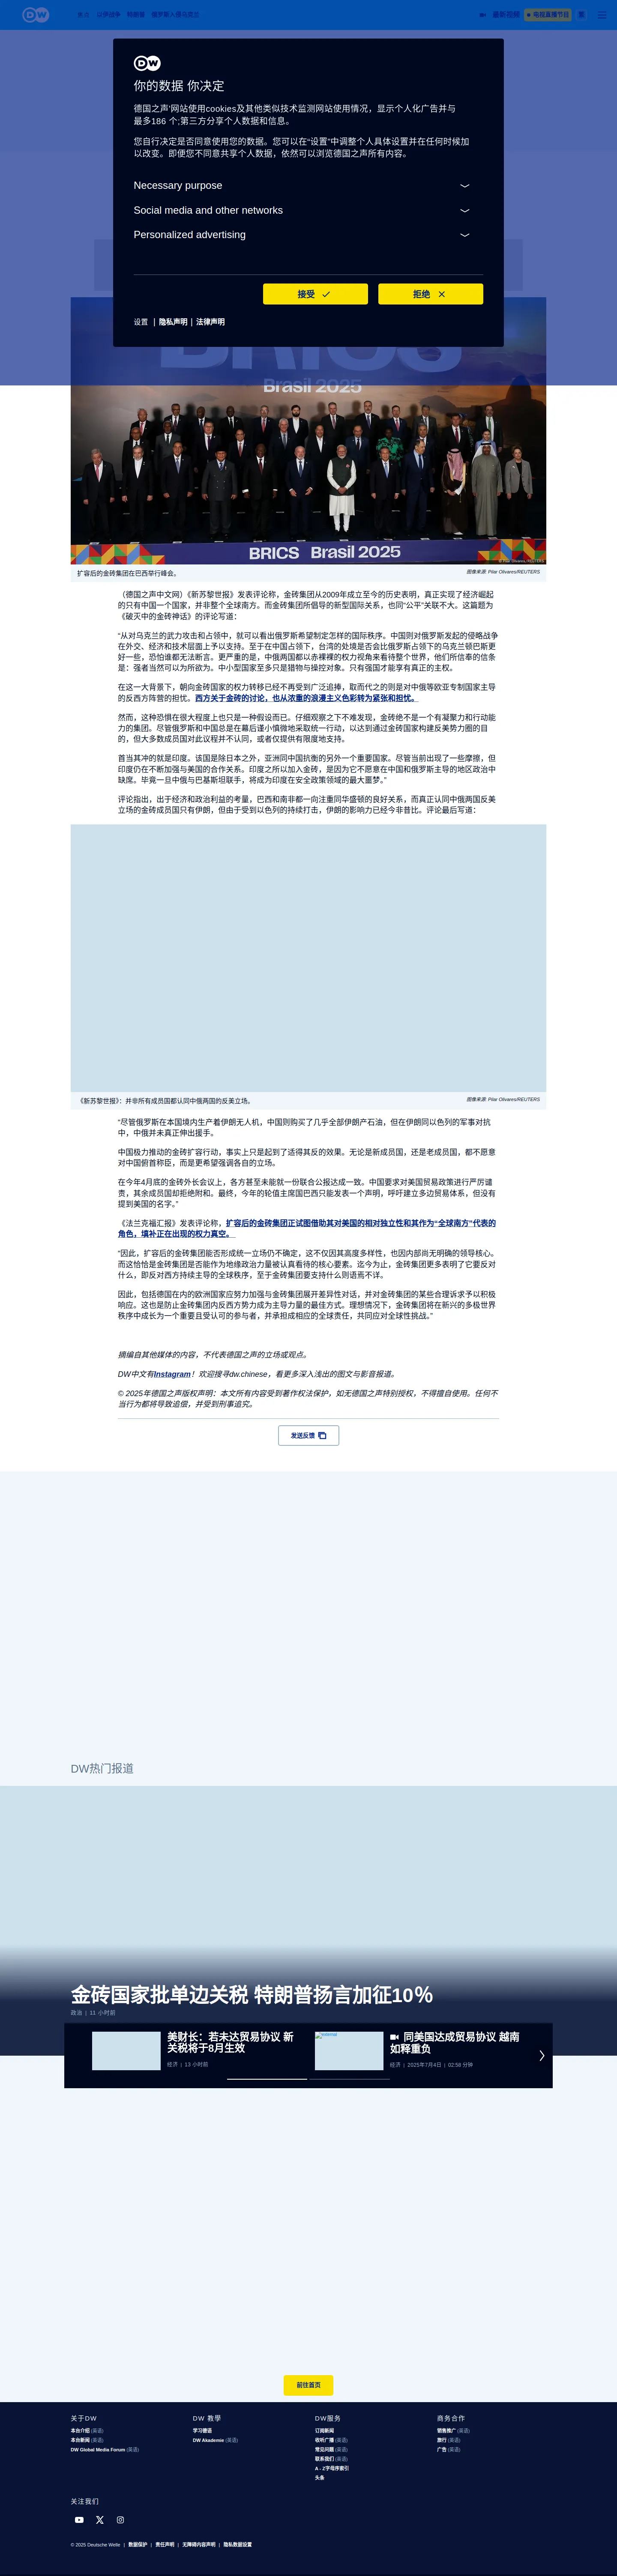 DW
最新视频
电视直播节目
DW
你的数据 你决定
德国之声'网站使用cookies及其他类似技术监测网站使用情况，显示个人化广告并与
最多186 个;第三方分享个人数据和信息。
您自行决定是否同意使用您的数据。您可以在“设置”中调整个人具体设置并在任何时候加
以改变。即便您不同意共享个人数据，依然可以浏览德国之声所有内容。
Necessary purpose
Social media and other networks
Personalized advertising
接受
拒绝
设置 | 隐私声明 | 法律声明
BRICS
Brasil 2025
BRICS Brasil 2025
扩容后的金砖集团在巴西举行峰会。
图像来源: Pilar Olivares/REUTERS
（德国之声中文网）《新苏黎世报》发表评论称，金砖集团从2009年成立至今的历史表明，真正实现了经济崛起
的只有中国一个国家，并非整个全球南方。而金砖集团所倡导的新型国际关系，也同“公平”关联不大。这篇题为
《破灭中的金砖神话》的评论写道：
“从对乌克兰的武力攻击和占领中，就可以看出俄罗斯希望制定怎样的国际秩序。中国则对俄罗斯发起的侵略战争
在外交、经济和技术层面上予以支持。至于在中国占领下，台湾的处境是否会比俄罗斯占领下的乌克兰顿巴斯更
好一些，恐怕谁都无法断言。更严重的是，中俄两国都以赤裸裸的权力视角来看待整个世界，他们所信奉的信条
是：强者当然可以为所欲为。中小型国家至多只是猎物与操控对象。只有强国才能享有真正的主权。
在这一大背景下，朝向金砖国家的权力转移已经不再受到广泛追捧，取而代之的则是对中俄等欧亚专制国家主导
的反西方阵营的担忧。西方关于金砖的讨论，也从浓重的浪漫主义色彩转为紧张和担忧。
然而，这种恐惧在很大程度上也只是一种假设而已。仔细观察之下不难发现，金砖绝不是一个有凝聚力和行动能
力的集团。尽管俄罗斯和中国总是在幕后谨小慎微地采取统一行动，以达到通过金砖国家构建反美势力圈的目
的，但大多数成员国对此议程并不认同，或者仅提供有限度地支持。
首当其冲的就是印度。该国是除日本之外，亚洲同中国抗衡的另外一个重要国家。尽管当前出现了一些摩擦，但
印度仍在不断加强与美国的合作关系。印度之所以加入金砖，是因为它不愿意在中国和俄罗斯主导的地区政治中
缺席。毕竟一旦中俄与巴基斯坦联手，将成为印度在安全政策领域的最大噩梦。”
评论指出，出于经济和政治利益的考量，巴西和南非都一向注重同华盛顿的良好关系，而真正认同中俄两国反美
立场的金砖成员国只有伊朗，但由于受到以色列的持续打击，伊朗的影响力已经今非昔比。评论最后写道：
《新苏黎世报》：并非所有成员国都认同中俄两国的反美立场。
图像来源: Pilar Olivares/REUTERS
“尽管俄罗斯在本国境内生产着伊朗无人机，中国则购买了几乎全部伊朗产石油，但在伊朗同以色列的军事对抗
中，中俄并未真正伸出援手。
中国极力推动的金砖扩容行动，事实上只是起到了适得其反的效果。无论是新成员国，还是老成员国，都不愿意
对中国俯首称臣，而是更希望强调各自的立场。
在今年4月底的金砖外长会议上，各方甚至未能就一份联合公报达成一致。中国要求对美国贸易政策进行严厉谴
责，其余成员国却拒绝附和。最终，今年的轮值主席国巴西只能发表一个声明，呼吁建立多边贸易体系，但没有
提到美国的名字。”
《法兰克福汇报》发表评论称，扩容后的金砖集团正试图借助其对美国的相对独立性和其作为“全球南方”代表的
角色，填补正在出现的权力真空。
“因此，扩容后的金砖集团能否形成统一立场仍不确定，这不仅因其高度多样性，也因内部尚无明确的领导核心。
而这恰恰是金砖集团是否能作为地缘政治力量被认真看待的核心要素。迄今为止，金砖集团更多表明了它要反对
什么，即反对西方持续主导的全球秩序，至于金砖集团要支持什么则语焉不详。
因此，包括德国在内的欧洲国家应努力加强与金砖集团展开差异性对话，并对金砖集团的某些合理诉求予以积极
响应。这也是防止金砖集团内反西方势力成为主导力量的最佳方式。理想情况下，金砖集团将在新兴的多极世界
秩序中成长为一个重要且受认可的参与者，并承担成相应的全球责任，共同应对全球性挑战。”
摘编自其他媒体的内容，不代表德国之声的立场或观点。
DW中文有Instagram！欢迎搜寻dw.chinese，看更多深入浅出的图文与影音报道。
© 2025年德国之声版权声明：本文所有内容受到著作权法保护，如无德国之声特别授权，不得擅自使用。任何不
当行为都将导致追偿，并受到刑事追究。
发送反馈
DW热门报道
金砖国家批单边关税 特朗普扬言加征10％
政治 | 11 小时前
美财长：若未达贸易协议 新
关税将于8月生效
经济 | 13 小时前
同美国达成贸易协议 越南
如释重负
经济 | 2025年7月4日 | 02:58 分钟
前往首页
关于DW
本台介绍 (英语)
本台新闻 (英语)
DW Global Media Forum (英语)
DW 教學
学习德语
DW Akademie (英语)
DW服务
订阅新闻
收听广播 (英语)
常见问题 (英语)
联系我们 (英语)
A - Z字母序索引
头条
商务合作
销售推广 (英语)
旅行 (英语)
广告 (英语)
关注我们
© 2025 Deutsche Welle | 数据保护 | 责任声明 | 无障碍内容声明 | 隐私数据设置